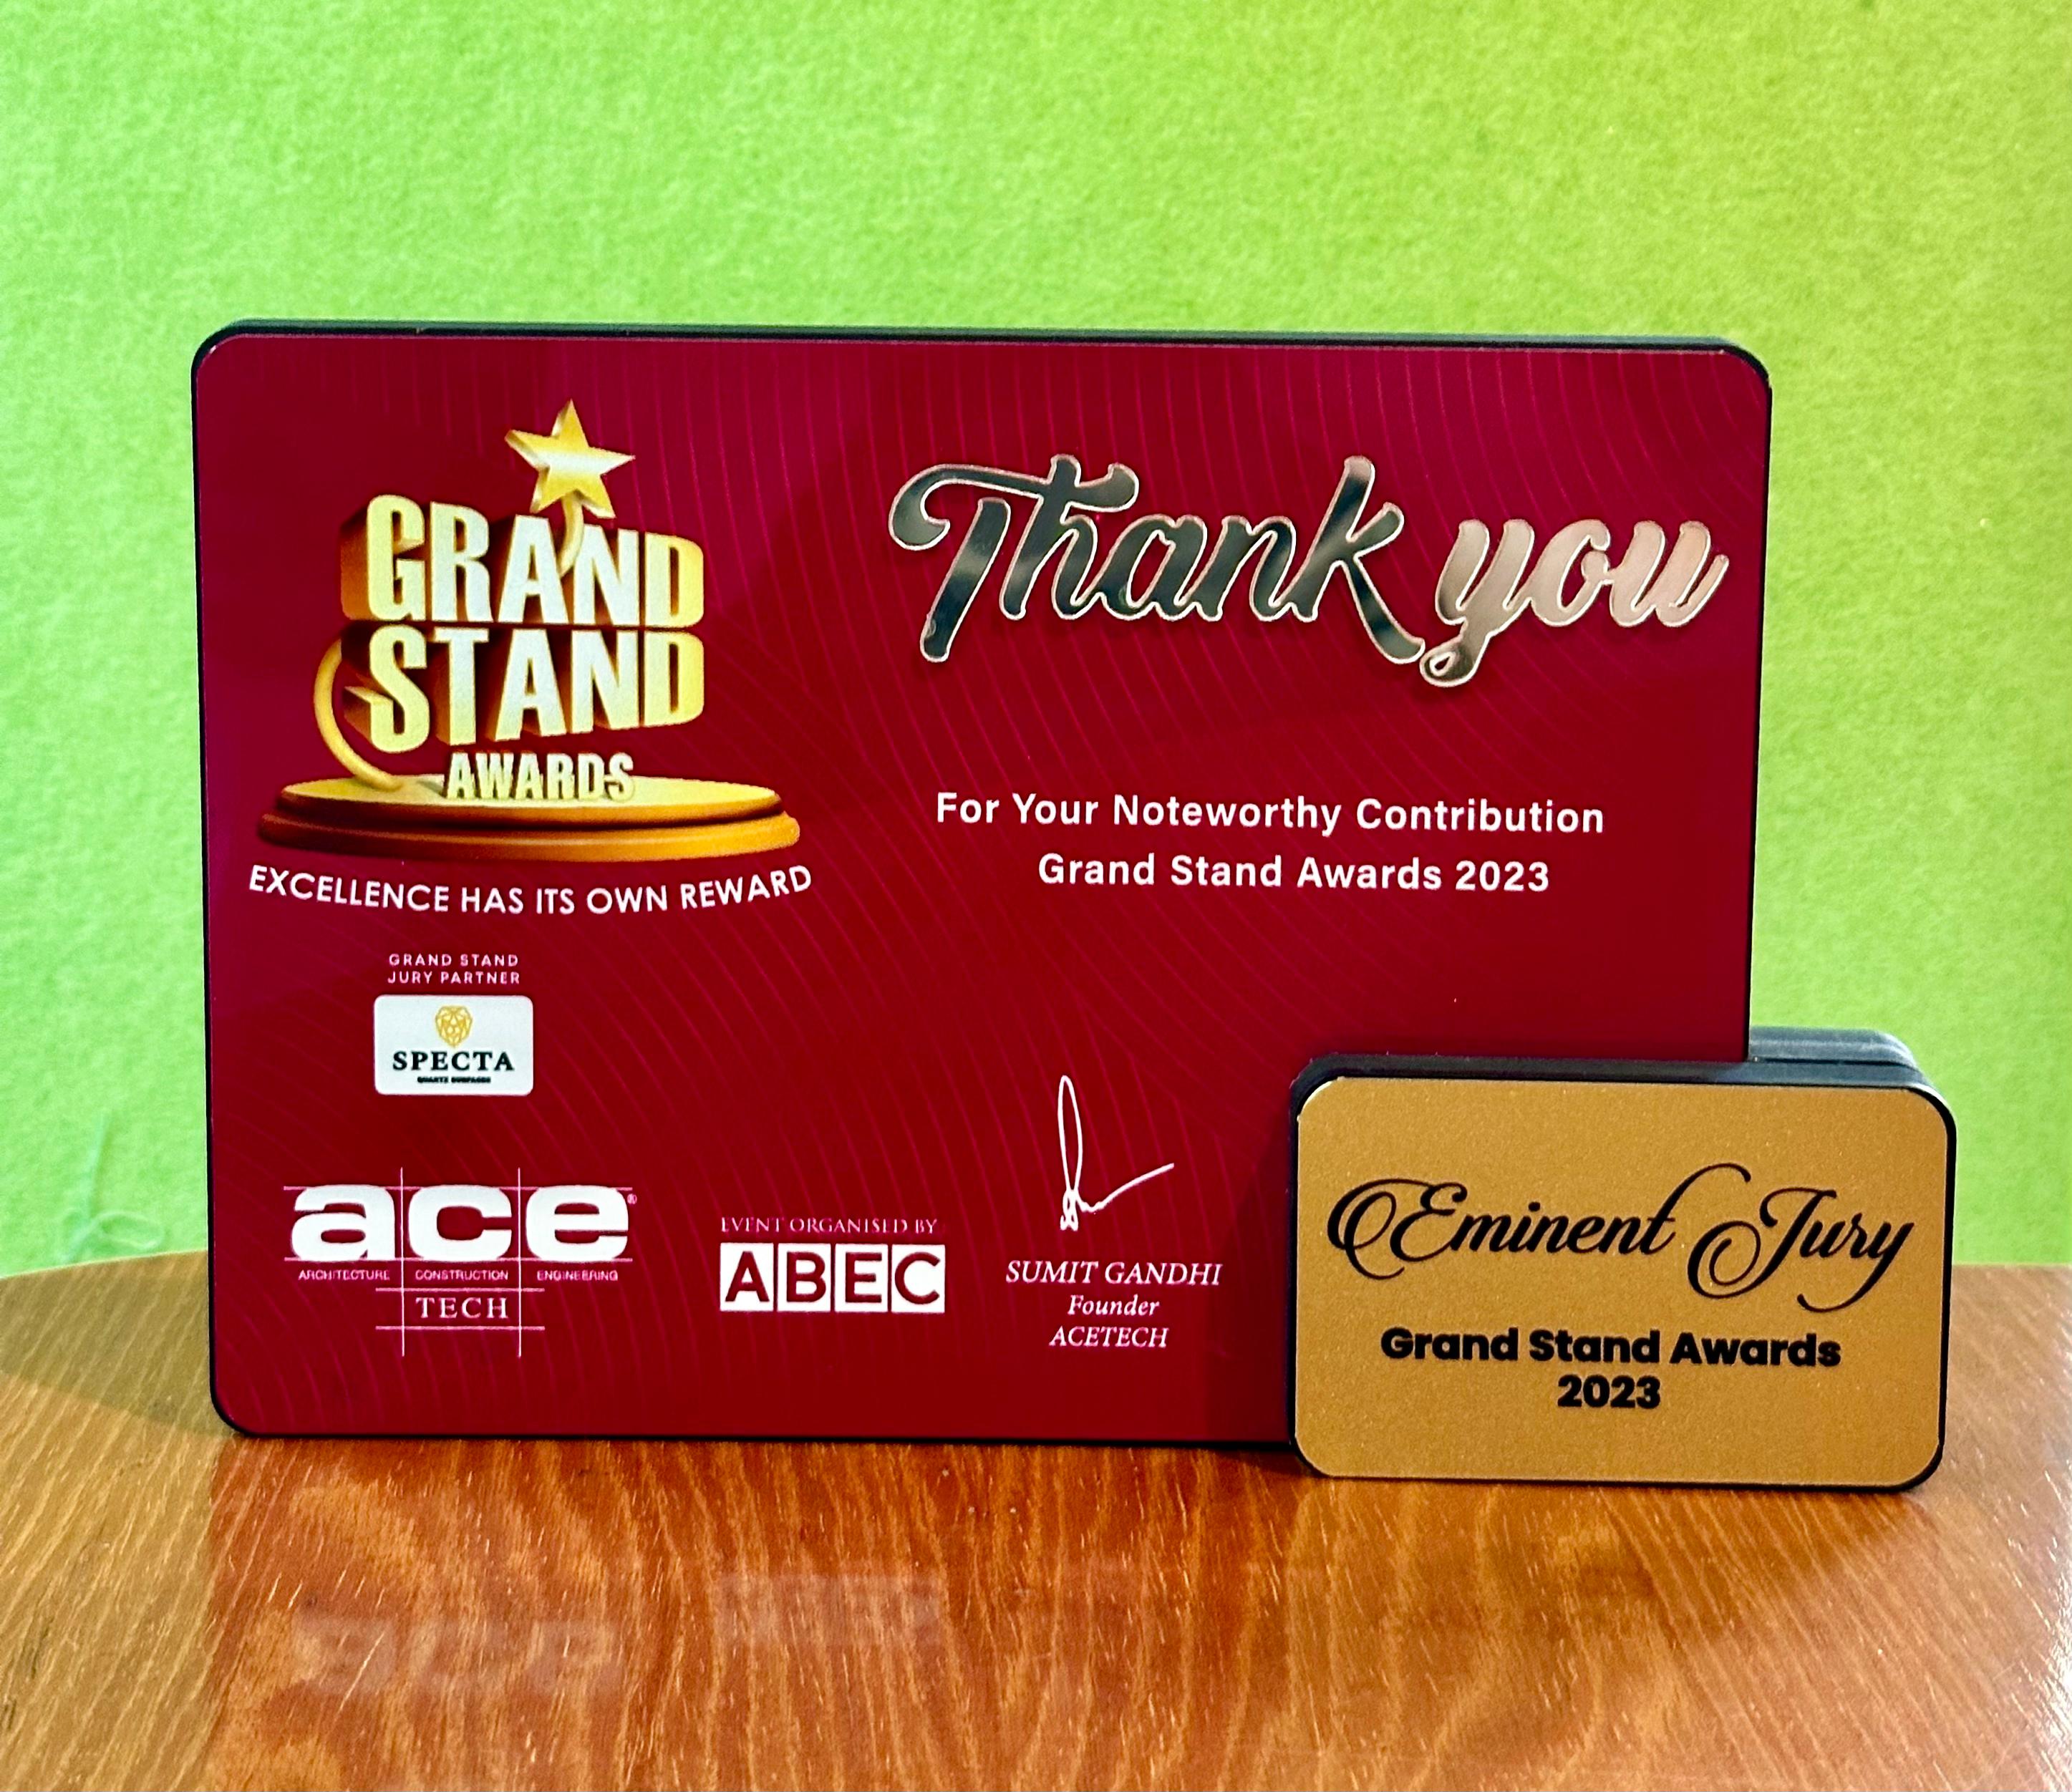 GRAND
STAND
AWARDS
EXCELLENCE HAS ITS OWN REWARD
Thank you
For Your Noteworthy Contribution
Grand Stand Awards 2023
GRAND STAND
JURY PARTNER
SPECTA
QUARTZ SURFACES
ace®
ARCHITECTURE CONSTRUCTION ENGINEERING
TECH
EVENT ORGANISED BY
ABEC
SUMIT GANDHI
Founder
ACETECH
Eminent Jury
Grand Stand Awards
2023